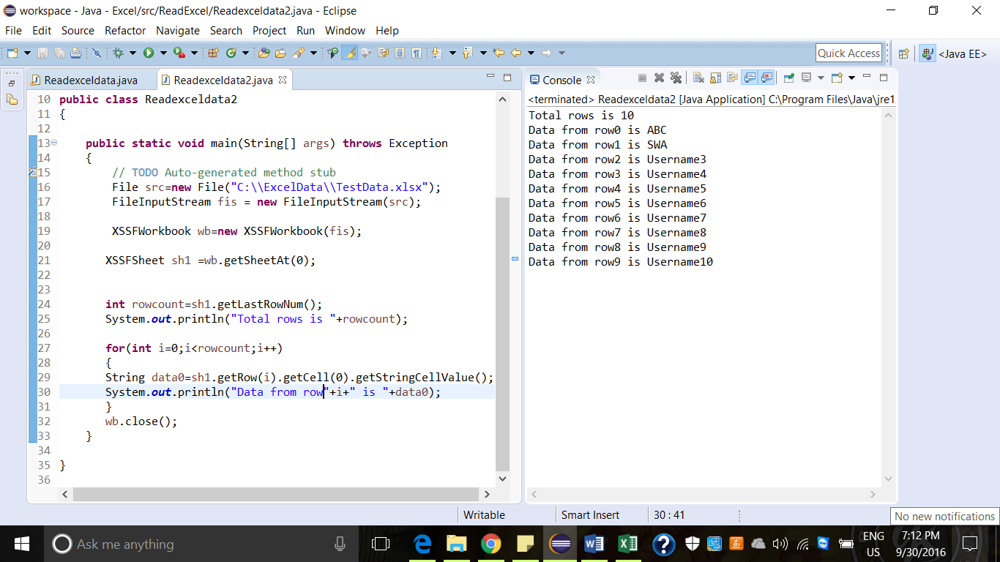 workspace - Java - Excel/src/ReadExcel/Readexceldata2.java - Eclipse
File Edit Source Refactor Navigate Search Project Run Window Help
Quick Access
<Java EE>
Readexceldata.java
Readexceldata2.java
10 public class Readexceldata2
11 {
12
13 public static void main(String[] args) throws Exception
14 {
15 // TODO Auto-generated method stub
16 File src=new File("C:\\ExcelData\\TestData.xlsx");
17 FileInputStream fis = new FileInputStream(src);
18
19 XSSFWorkbook wb=new XSSFWorkbook(fis);
20
21 XSSFSheet sh1 =wb.getSheetAt(0);
22
23
24 int rowcount=sh1.getLastRowNum();
25 System.out.println("Total rows is "+rowcount);
26
27 for(int i=0;i<rowcount;i++)
28 {
29 String data0=sh1.getRow(i).getCell(0).getStringCellValue();
30 System.out.println("Data from row"+i+" is "+data0);
31 }
32 wb.close();
33 }
34
35 }
36
Console
<terminated> Readexceldata2 [Java Application] C:\Program Files\Java\jre1
Total rows is 10
Data from row0 is ABC
Data from row1 is SWA
Data from row2 is Username3
Data from row3 is Username4
Data from row4 is Username5
Data from row5 is Username6
Data from row6 is Username7
Data from row7 is Username8
Data from row8 is Username9
Data from row9 is Username10
Writable
Smart Insert
30 : 41
No new notifications
Ask me anything
ENG
US
7:12 PM
9/30/2016